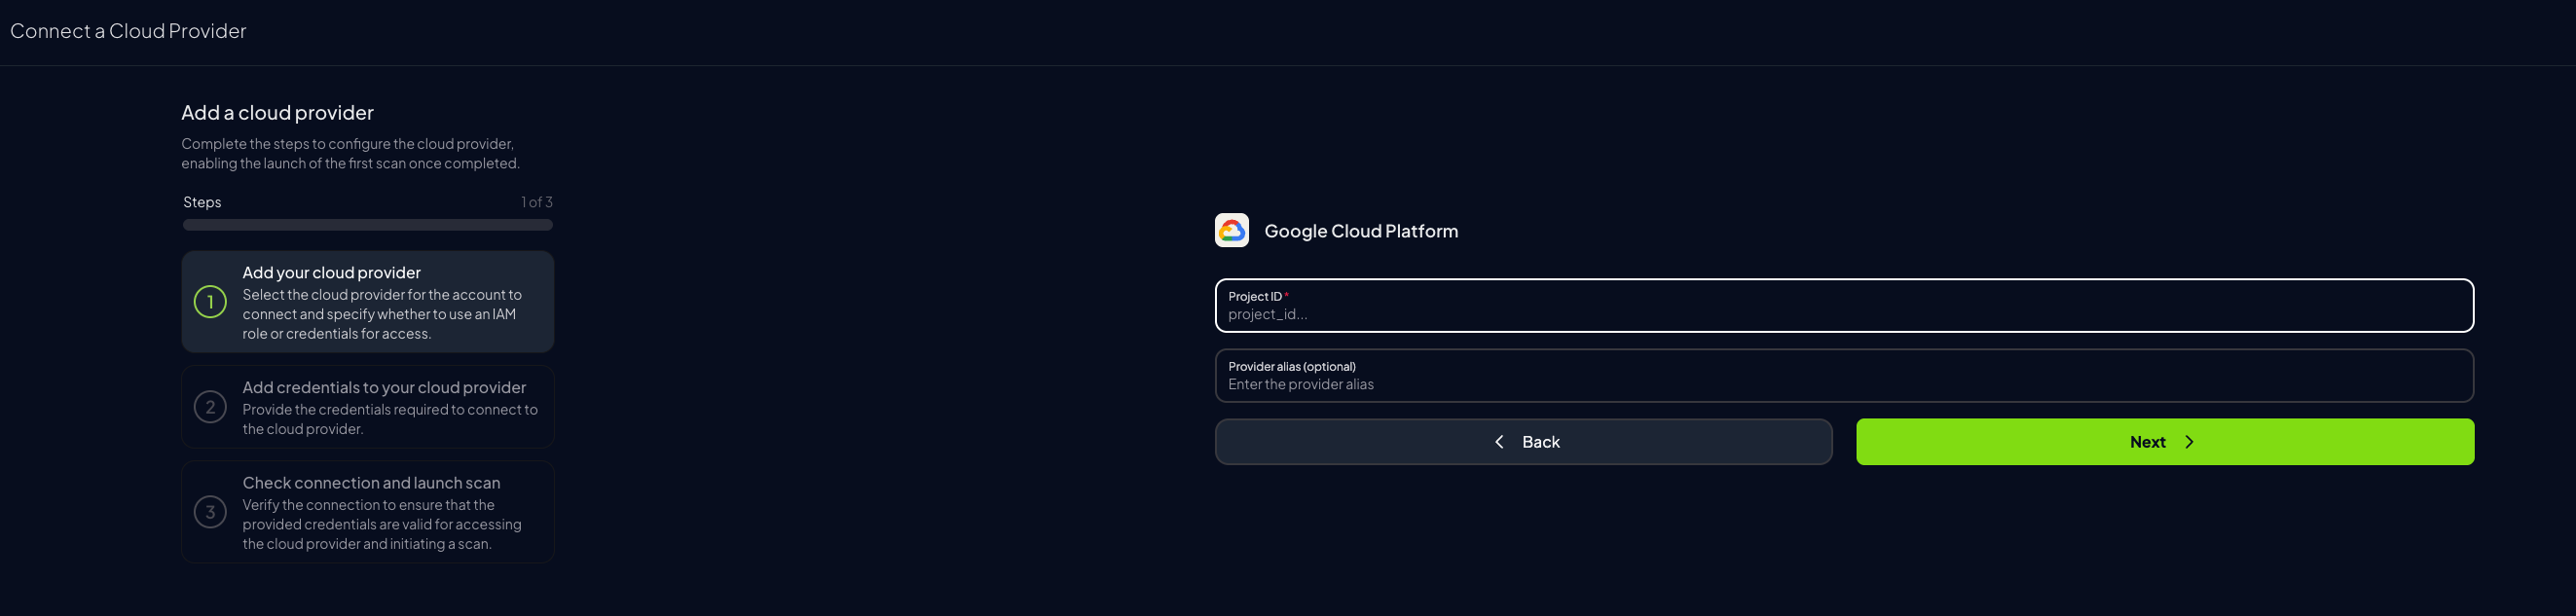 Connect a Cloud Provider
Add a cloud provider
Complete the steps to configure the cloud provider,
enabling the launch of the first scan once completed.
Steps
1 of 3
1
Add your cloud provider
Select the cloud provider for the account to
connect and specify whether to use an IAM
role or credentials for access.
2
Add credentials to your cloud provider
Provide the credentials required to connect to
the cloud provider.
3
Check connection and launch scan
Verify the connection to ensure that the
provided credentials are valid for accessing
the cloud provider and initiating a scan.
Google Cloud Platform
Project ID *
project_id...
Provider alias (optional)
Enter the provider alias
Back
Next